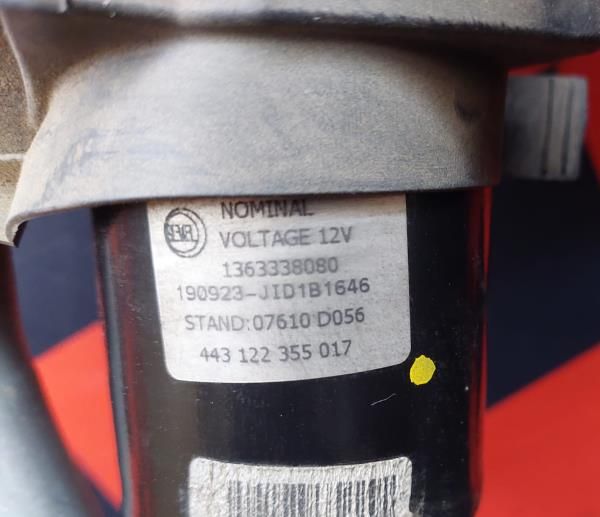 NOMINAL
VOLTAGE 12V
1363338080
190923-JID1B1646
STAND:07610 D056
443 122 355 017